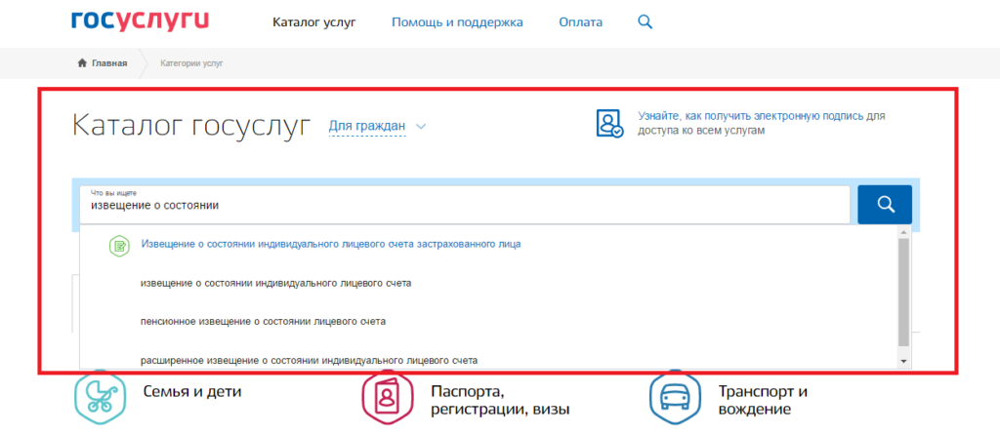 госуслуги
Каталог услуг Помощь и поддержка Оплата
Главная Категории услуг
Каталог госуслуг Для граждан
Узнайте, как получить электронную подпись для
доступа ко всем услугам
Что вы ищете
извещение о состоянии
Извещение о состоянии индивидуального лицевого счета застрахованного лица
извещение о состоянии индивидуального лицевого счета
пенсионное извещение о состоянии лицевого счета
расширенное извещение о состоянии индивидуального лицевого счета
Семья и дети
Паспорта,
регистрации, визы
Транспорт и
вождение